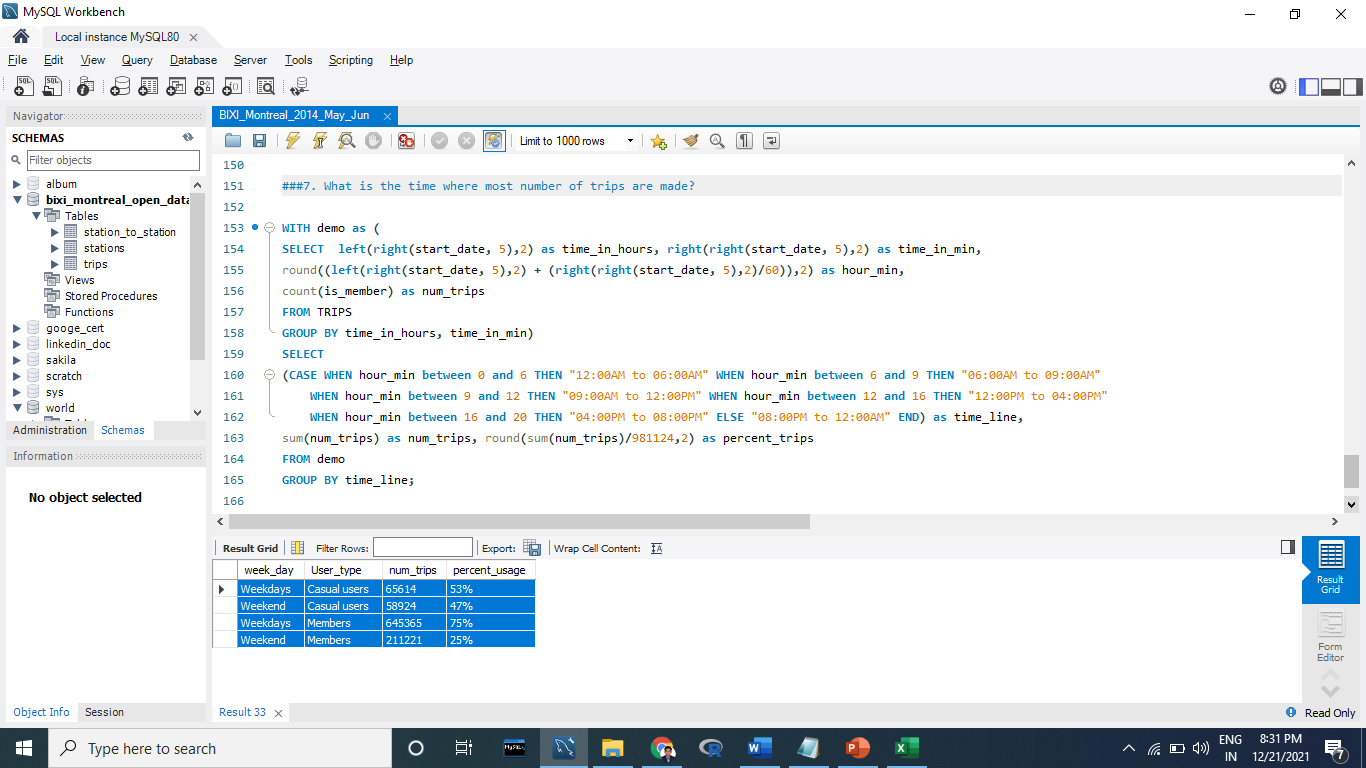 MySQL Workbench
Local instance MySQL80
File Edit View Query Database Server Tools Scripting Help
Navigator
SCHEMAS
Filter objects
album
bixi_montreal_open_data
Tables
station_to_station
stations
trips
Views
Stored Procedures
Functions
googe_cert
linkedin_doc
sakila
scratch
sys
world
Administration Schemas
Information
No object selected
Object Info Session
BIXI_Montreal_2014_May_Jun
Limit to 1000 rows
150
151 ###7. What is the time where most number of trips are made?
152
153 WITH demo as (
154 SELECT left(right(start_date, 5),2) as time_in_hours, right(right(start_date, 5),2) as time_in_min,
155 round((left(right(start_date, 5),2) + (right(right(start_date, 5),2)/60)),2) as hour_min,
156 count(is_member) as num_trips
157 FROM TRIPS
158 GROUP BY time_in_hours, time_in_min)
159 SELECT
160 (CASE WHEN hour_min between 0 and 6 THEN "12:00AM to 06:00AM" WHEN hour_min between 6 and 9 THEN "06:00AM to 09:00AM"
161 WHEN hour_min between 9 and 12 THEN "09:00AM to 12:00PM" WHEN hour_min between 12 and 16 THEN "12:00PM to 04:00PM"
162 WHEN hour_min between 16 and 20 THEN "04:00PM to 08:00PM" ELSE "08:00PM to 12:00AM" END) as time_line,
163 sum(num_trips) as num_trips, round(sum(num_trips)/981124,2) as percent_trips
164 FROM demo
165 GROUP BY time_line;
166
Result Grid Filter Rows: Export: Wrap Cell Content:
week_day User_type num_trips percent_usage
Weekdays Casual users 65614 53%
Weekend Casual users 58924 47%
Weekdays Members 645365 75%
Weekend Members 211221 25%
Result
Grid
Form
Editor
Result 33
Read Only
Type here to search
ENG
IN
8:31 PM
12/21/2021
7